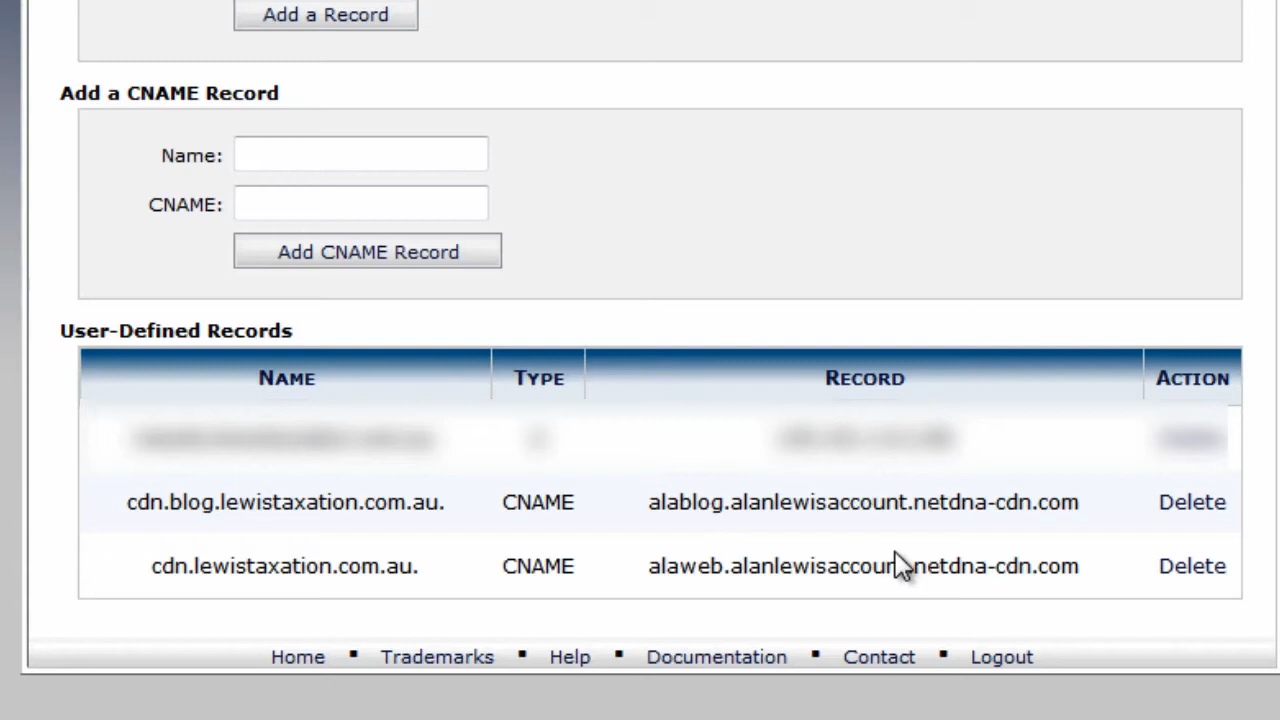 Add a Record
Add a CNAME Record
Name:
CNAME:
Add CNAME Record
User-Defined Records
NAME TYPE RECORD ACTION
cdn.blog.lewistaxation.com.au. CNAME alablog.alanlewisaccount.netdna-cdn.com Delete
cdn.lewistaxation.com.au. CNAME alaweb.alanlewisaccount.netdna-cdn.com Delete
Home ▪ Trademarks ▪ Help ▪ Documentation ▪ Contact ▪ Logout